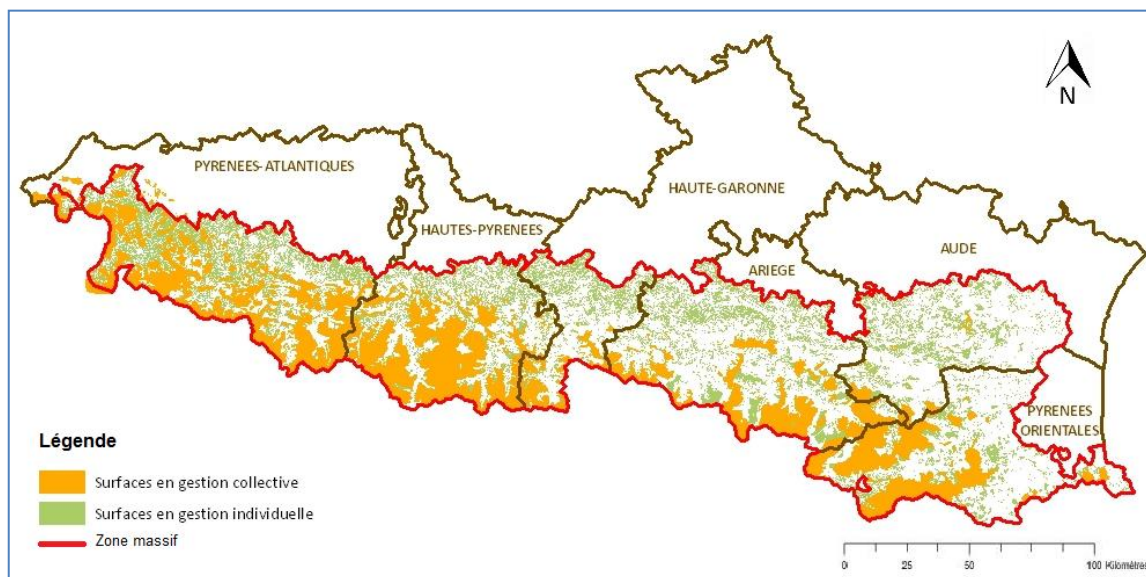 N
PYRENEES-ATLANTIQUES
HAUTE-GARONNE
HAUTES-PYRENEES
AUDE
ARIEGE
PYRENEES
ORIENTALES
Légende
Surfaces en gestion collective
Surfaces en gestion individuelle
Zone massif
0 25 50 100 Kilomètres